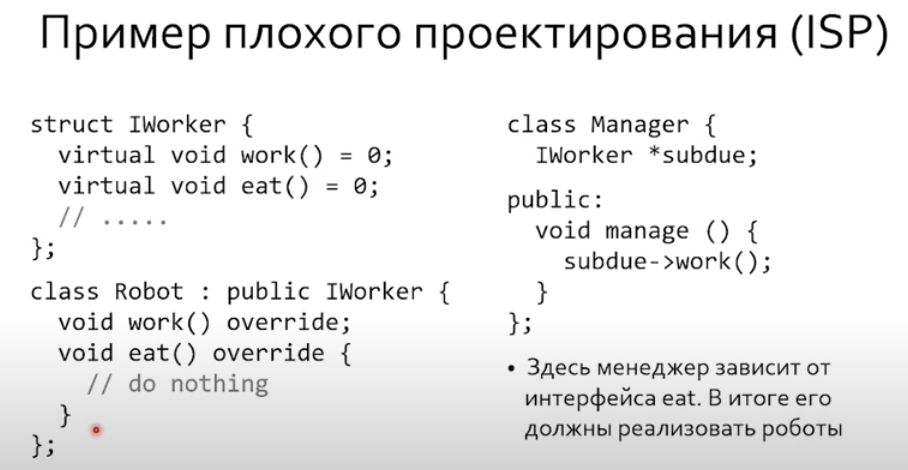 Пример плохого проектирования (ISP)
struct IWorker {
  virtual void work() = 0;
  virtual void eat() = 0;
  // .....
};
class Robot : public IWorker {
  void work() override;
  void eat() override {
    // do nothing
  }
};
class Manager {
  IWorker *subdue;
public:
  void manage () {
    subdue->work();
  }
};
• Здесь менеджер зависит от
интерфейса eat. В итоге его
должны реализовать роботы